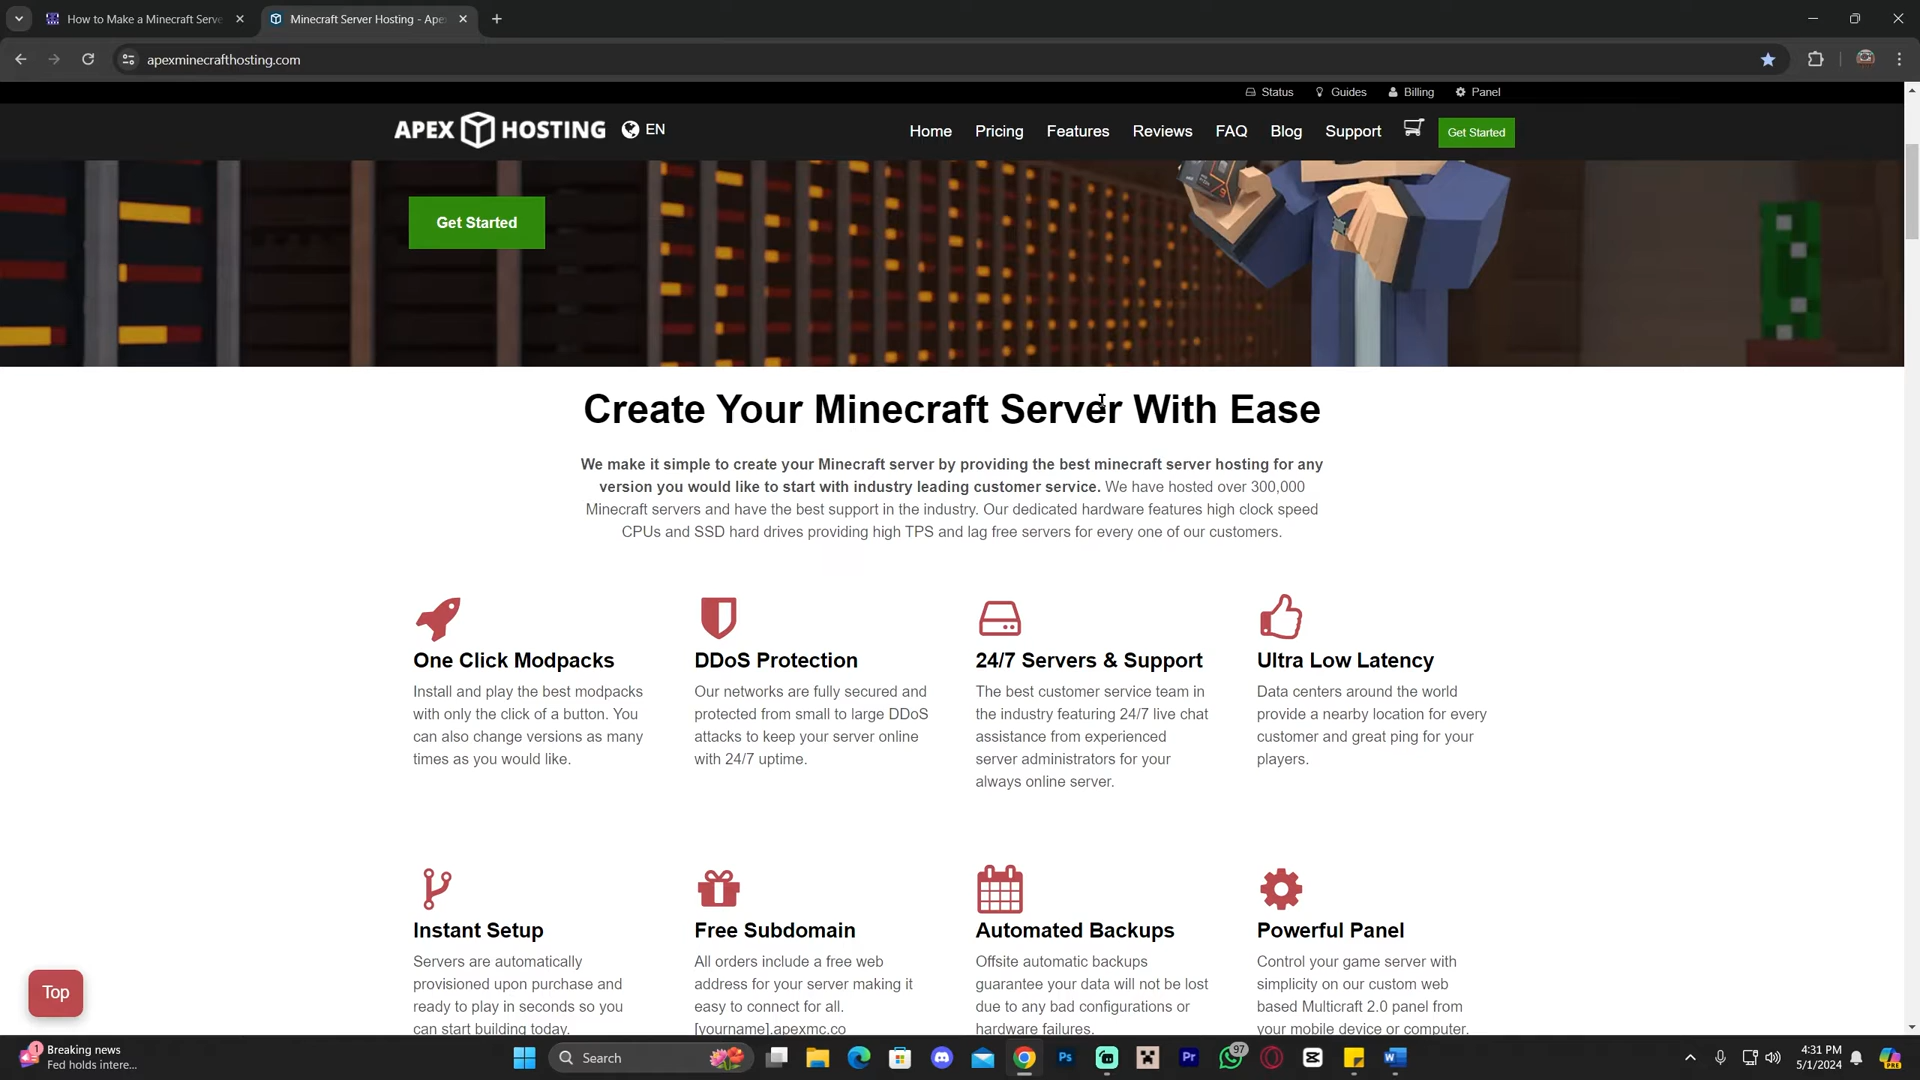 How to Make a Minecraft Serve
Minecraft Server Hosting - Ape
apexminecrafthosting.com
Status Guides Billing Panel
APEX HOSTING EN
Home Pricing Features Reviews FAQ Blog Support Get Started
Get Started
Create Your Minecraft Server With Ease
We make it simple to create your Minecraft server by providing the best minecraft server hosting for any
version you would like to start with industry leading customer service. We have hosted over 300,000
Minecraft servers and have the best support in the industry. Our dedicated hardware features high clock speed
CPUs and SSD hard drives providing high TPS and lag free servers for every one of our customers.
One Click Modpacks
Install and play the best modpacks
with only the click of a button. You
can also change versions as many
times as you would like.
DDoS Protection
Our networks are fully secured and
protected from small to large DDoS
attacks to keep your server online
with 24/7 uptime.
24/7 Servers & Support
The best customer service team in
the industry featuring 24/7 live chat
assistance from experienced
server administrators for your
always online server.
Ultra Low Latency
Data centers around the world
provide a nearby location for every
customer and great ping for your
players.
Instant Setup
Servers are automatically
provisioned upon purchase and
ready to play in seconds so you
can start building today.
Free Subdomain
All orders include a free web
address for your server making it
easy to connect for all.
[yourname].apexmc.co
Automated Backups
Offsite automatic backups
guarantee your data will not be lost
due to any bad configurations or
hardware failures.
Powerful Panel
Control your game server with
simplicity on our custom web
based Multicraft 2.0 panel from
your mobile device or computer.
Top
1
Breaking news
Fed holds intere...
Search
Ps
Pr
97
W
4:31 PM
5/1/2024
PRE